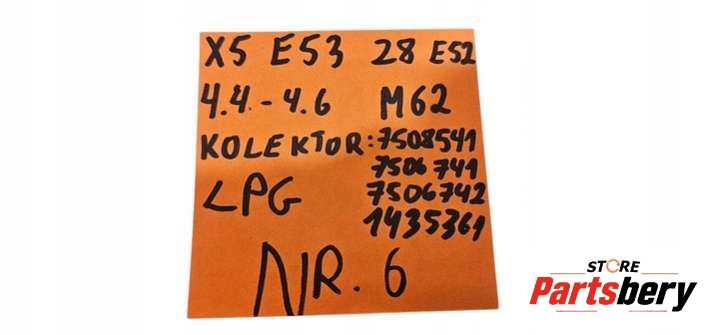 X5 E53 28 E52
4.4.-4.6 M62
KOLEKTOR: 7508541
7506741
LPG 7506742
1435361
NR. 6
STORE
Partsbery